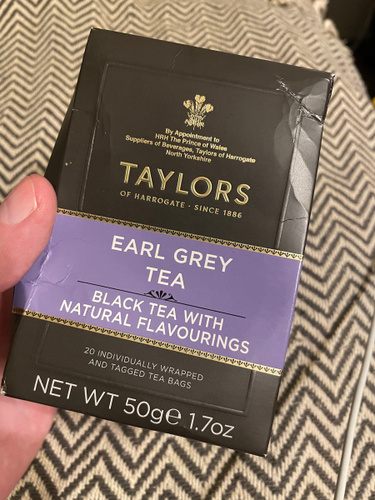 By Appointment to
HRH The Prince of Wales
Suppliers of Beverages, Taylors of Harrogate
North Yorkshire
TAYLORS
OF HARROGATE · SINCE 1886
EARL GREY
TEA
BLACK TEA WITH
NATURAL FLAVOURINGS
20 INDIVIDUALLY WRAPPED
AND TAGGED TEA BAGS
NET WT 50g℮ 1.7oz